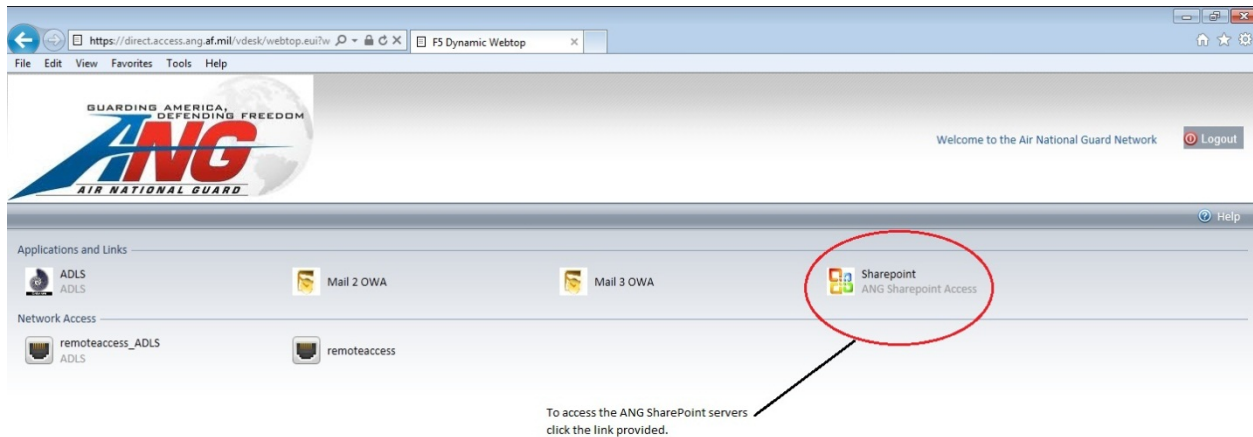 https://direct.access.ang.af.mil/vdesk/webtop.eui?w
F5 Dynamic Webtop
File Edit View Favorites Tools Help
GUARDING AMERICA,
DEFENDING FREEDOM
ANG
AIR NATIONAL GUARD
Welcome to the Air National Guard Network
Logout
Help
Applications and Links
ADLS
ADLS
Mail 2 OWA
Mail 3 OWA
Sharepoint
ANG Sharepoint Access
Network Access
remoteaccess_ADLS
ADLS
remoteaccess
To access the ANG SharePoint servers
click the link provided.